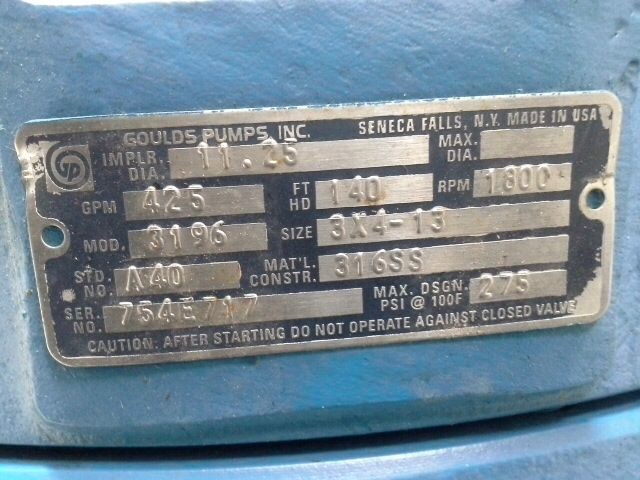 GOULDS PUMPS, INC. SENECA FALLS, N.Y. MADE IN USA
IMPLR. DIA. 11.25 MAX. DIA.
GPM 425 FT HD 140 RPM 1800
MOD. 3196 SIZE 3X4-13
STD. NO. A40 MAT'L. CONSTR. 316SS
SER. NO. 754E717 MAX. DSGN. PSI @ 100F 275
CAUTION: AFTER STARTING DO NOT OPERATE AGAINST CLOSED VALVE